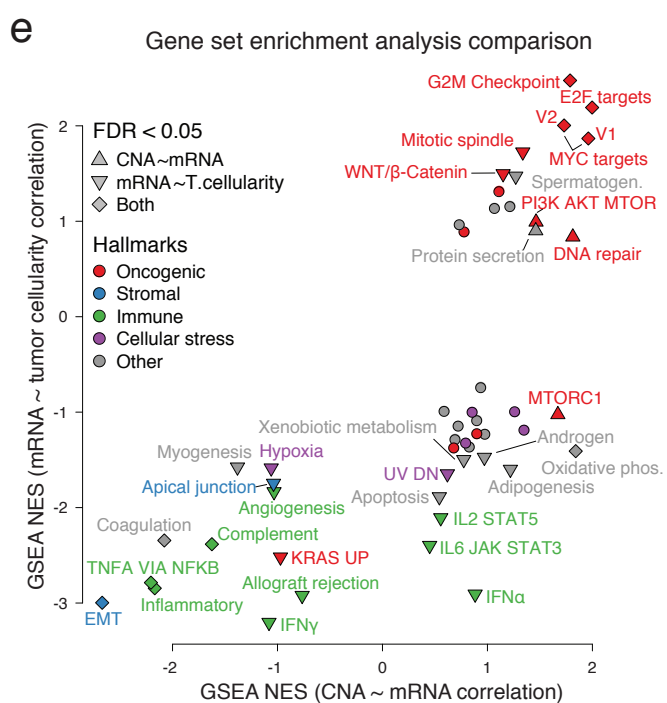 e
Gene set enrichment analysis comparison
GSEA NES (mRNA ~ tumor cellularity correlation)
2
1
0
-1
-2
-3
FDR < 0.05
CNA~mRNA
mRNA~T.cellularity
Both
Hallmarks
Oncogenic
Stromal
Immune
Cellular stress
Other
G2M Checkpoint
E2F targets
V2
V1
MYC targets
Mitotic spindle
WNT/β-Catenin
Spermatogen.
PI3K AKT MTOR
Protein secretion
DNA repair
MTORC1
Xenobiotic metabolism
Androgen
Myogenesis
Hypoxia
Oxidative phos.
UV DN
Adipogenesis
Apical junction
Apoptosis
Angiogenesis
Coagulation
Complement
IL2 STAT5
IL6 JAK STAT3
KRAS UP
TNFA VIA NFKB
Allograft rejection
Inflammatory
IFNα
EMT
IFNγ
-2
-1
0
1
2
GSEA NES (CNA ~ mRNA correlation)